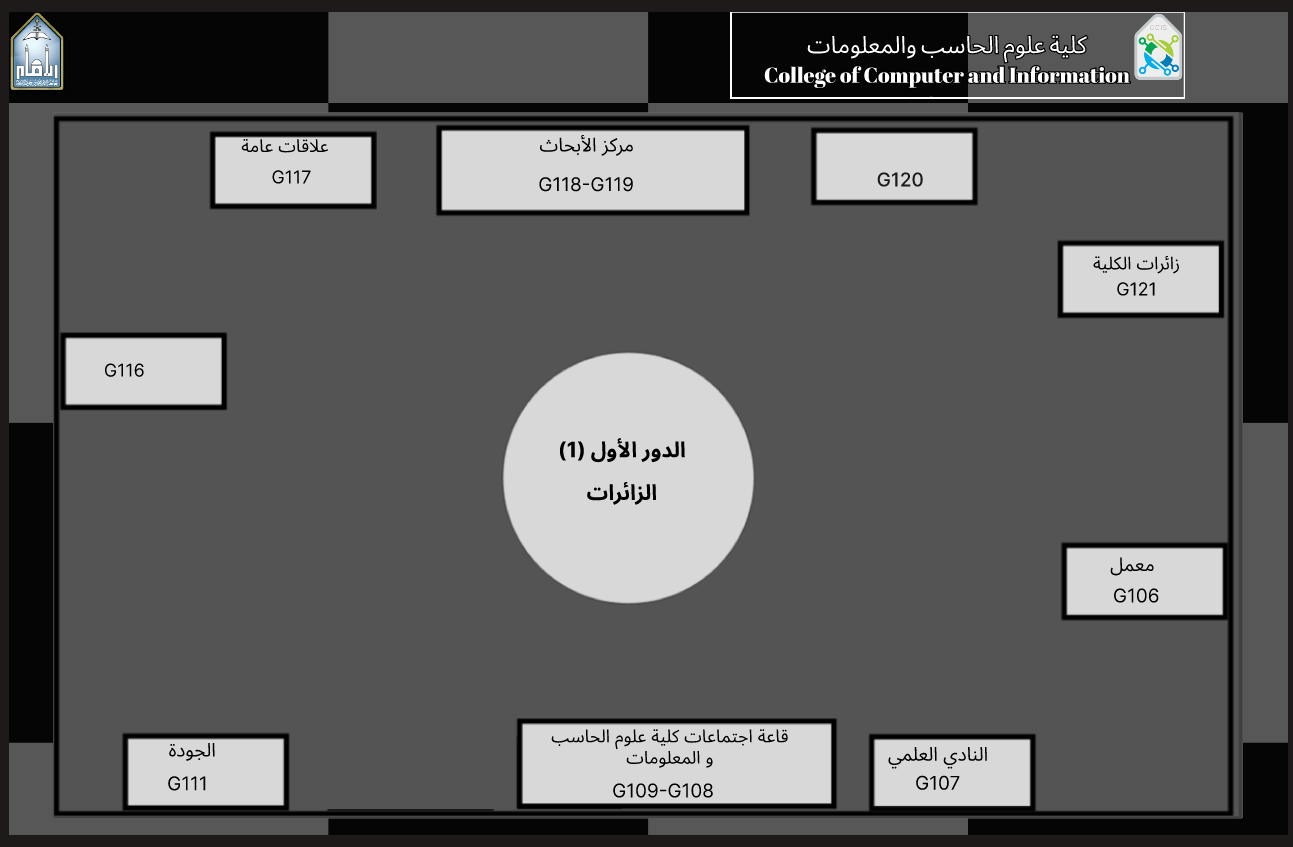 الإمام
كلية علوم الحاسب والمعلومات
College of Computer and Information
CCIS
علاقات عامة
G117
مركز الأبحاث
G118-G119
G120
زائرات الكلية
G121
G116
الدور الأول (1)
الزائرات
معمل
G106
الجودة
G111
قاعة اجتماعات كلية علوم الحاسب
و المعلومات
G109-G108
النادي العلمي
G107